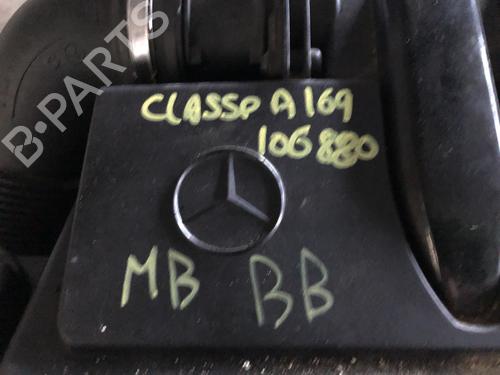 B-PARTS
CLASSE A 169
106880
MB BB